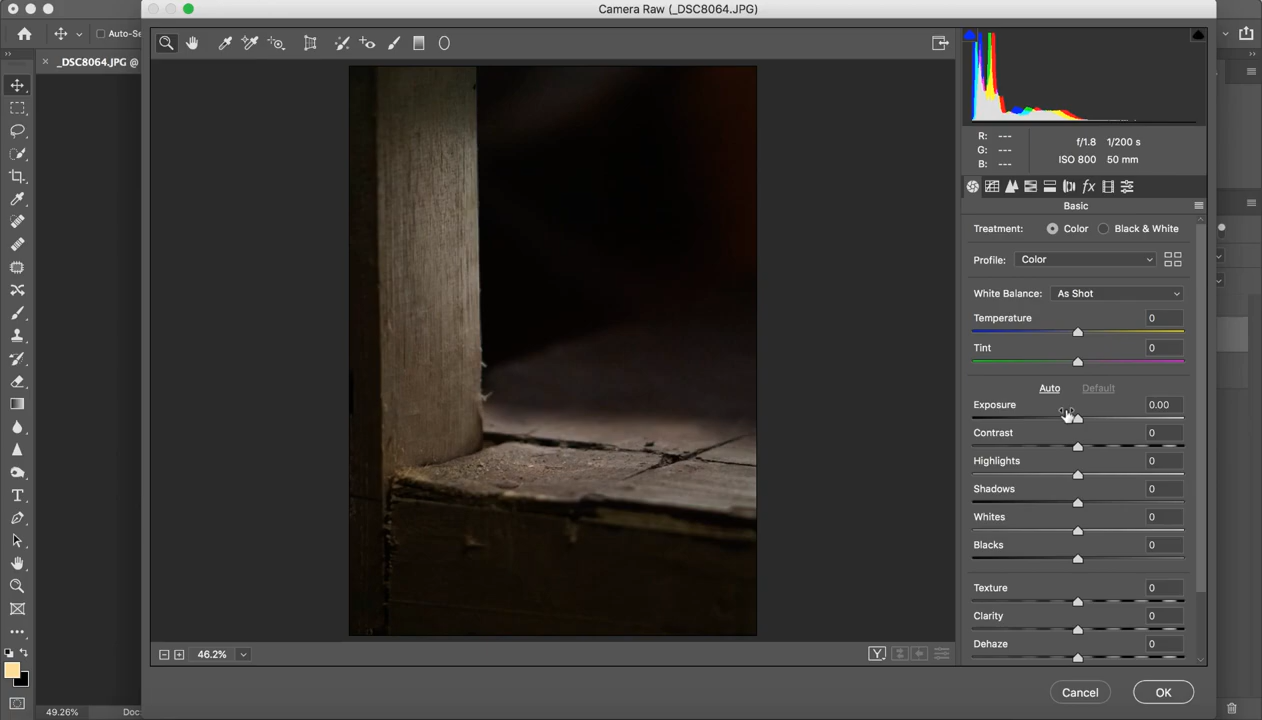 Camera Raw (_DSC8064.JPG)
Auto-Se
_DSC8064.JPG @
R: ---
G: ---
B: ---
f/1.8 1/200 s
ISO 800 50 mm
fx
Basic
Treatment: Color Black & White
Profile: Color
White Balance: As Shot
Temperature 0
Tint 0
Auto Default
Exposure 0.00
Contrast 0
Highlights 0
Shadows 0
Whites 0
Blacks 0
Texture 0
Clarity 0
Dehaze 0
T
46.2% Y
Cancel OK
49.26% Doc: